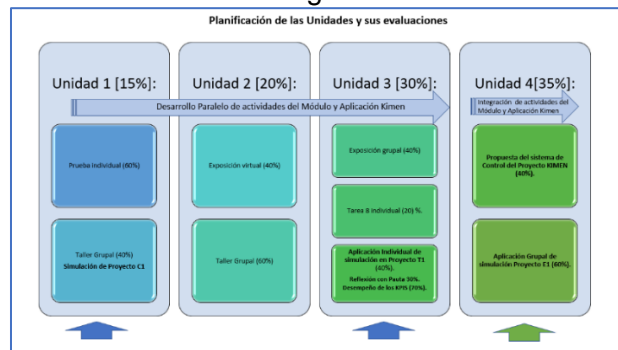 Planificación de las Unidades y sus evaluaciones
Unidad 1 [15%]:
Unidad 2 [20%]:
Unidad 3 [30%]:
Unidad 4[35%]:
Desarrollo Paralelo de actividades del Módulo y Aplicación Kimen
Integración de actividades del
Módulo y Aplicación Kimen
Prueba Individual (60%)
Exposición virtual (40%)
Exposición grupal (40%)
Propuesta del sistema de
Control del Proyecto KIMEN
(40%).
Tarea 8 Individual (20) %.
Taller Grupal (40%)
Simulación de Proyecto C1
Taller Grupal (60%)
Aplicación Individual de
simulación en Proyecto T1
(40%).
Reflexión con Pauta 30%.
Desempeño de los KPIS (70%).
Aplicación Grupal de
simulación Proyecto E1 (60%).